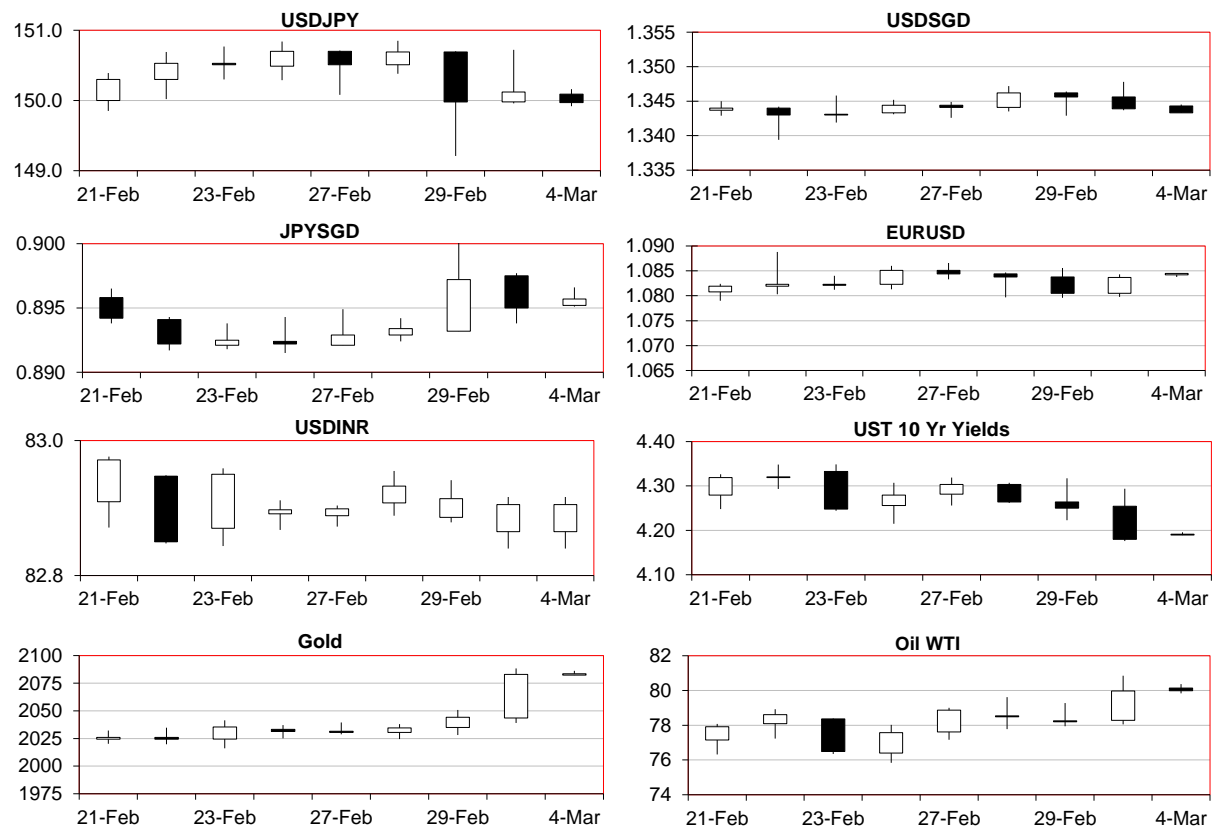 USDJPY
151.0
150.0
149.0
21-Feb 23-Feb 27-Feb 29-Feb 4-Mar
USDSGD
1.355
1.350
1.345
1.340
1.335
21-Feb 23-Feb 27-Feb 29-Feb 4-Mar
JPYSGD
0.900
0.895
0.890
21-Feb 23-Feb 27-Feb 29-Feb 4-Mar
EURUSD
1.090
1.085
1.080
1.075
1.070
1.065
21-Feb 23-Feb 27-Feb 29-Feb 4-Mar
USDINR
83.0
82.8
21-Feb 23-Feb 27-Feb 29-Feb 4-Mar
UST 10 Yr Yields
4.40
4.30
4.20
4.10
21-Feb 23-Feb 27-Feb 29-Feb 4-Mar
Gold
2100
2075
2050
2025
2000
1975
21-Feb 23-Feb 27-Feb 29-Feb 4-Mar
Oil WTI
82
80
78
76
74
21-Feb 23-Feb 27-Feb 29-Feb 4-Mar